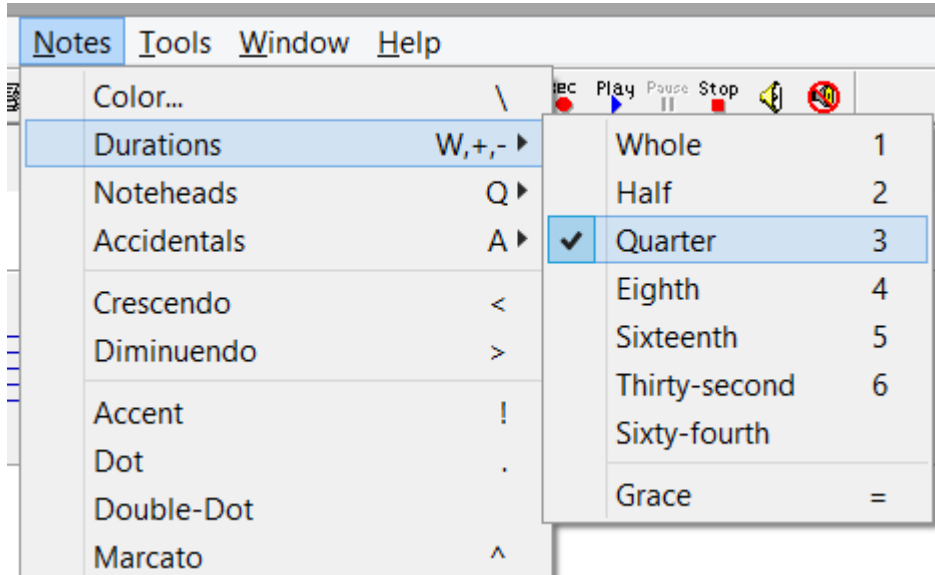 Notes Tools Window Help
Play Pause Stop
Color... \
Durations W,+,-
Noteheads Q
Accidentals A
Crescendo <
Diminuendo >
Accent !
Dot .
Double-Dot
Marcato ^
Whole 1
Half 2
Quarter 3
Eighth 4
Sixteenth 5
Thirty-second 6
Sixty-fourth
Grace =